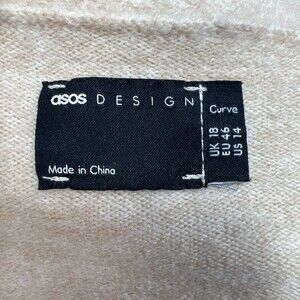 asos DESIGN
Made in China
Curve
UK 18
EU 46
US 14